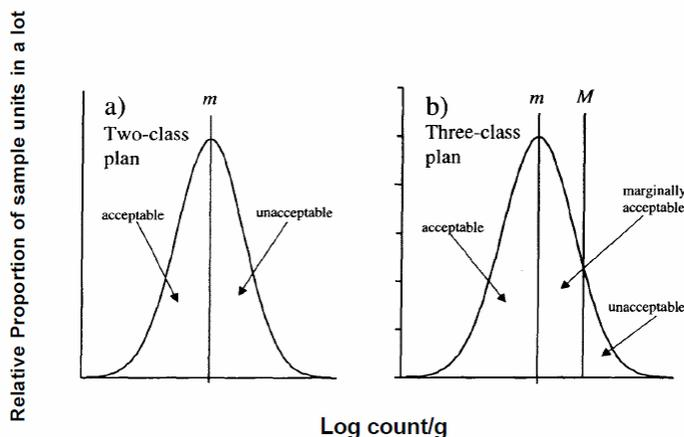 Relative Proportion of sample units in a lot
a)
m
Two-class
plan
acceptable
unacceptable
b)
m
M
Three-class
plan
acceptable
marginally
acceptable
unacceptable
Log count/g